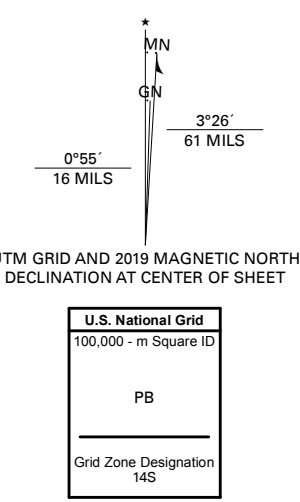 ★
MN
GN
3°26´
61 MILS
0°55´
16 MILS
UTM GRID AND 2019 MAGNETIC NORTH
DECLINATION AT CENTER OF SHEET
U.S. National Grid
100,000 - m Square ID
PB
Grid Zone Designation
14S